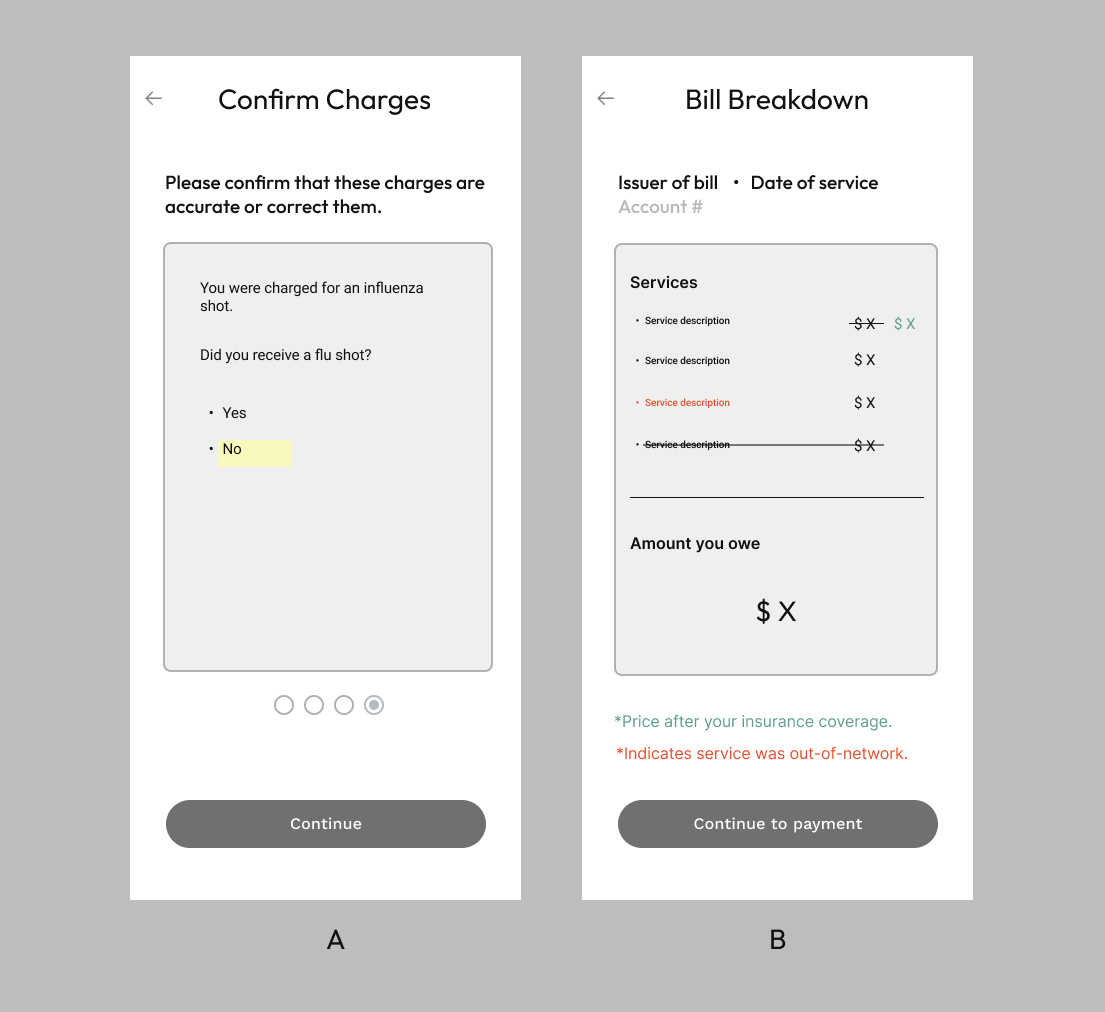 Confirm Charges
Please confirm that these charges are
accurate or correct them.
You were charged for an influenza
shot.
Did you receive a flu shot?
• Yes
• No
Continue
A
Bill Breakdown
Issuer of bill • Date of service
Account #
Services
• Service description $ X $ X
• Service description $ X
• Service description $ X
• Service description $ X
Amount you owe
$ X
*Price after your insurance coverage.
*Indicates service was out-of-network.
Continue to payment
B